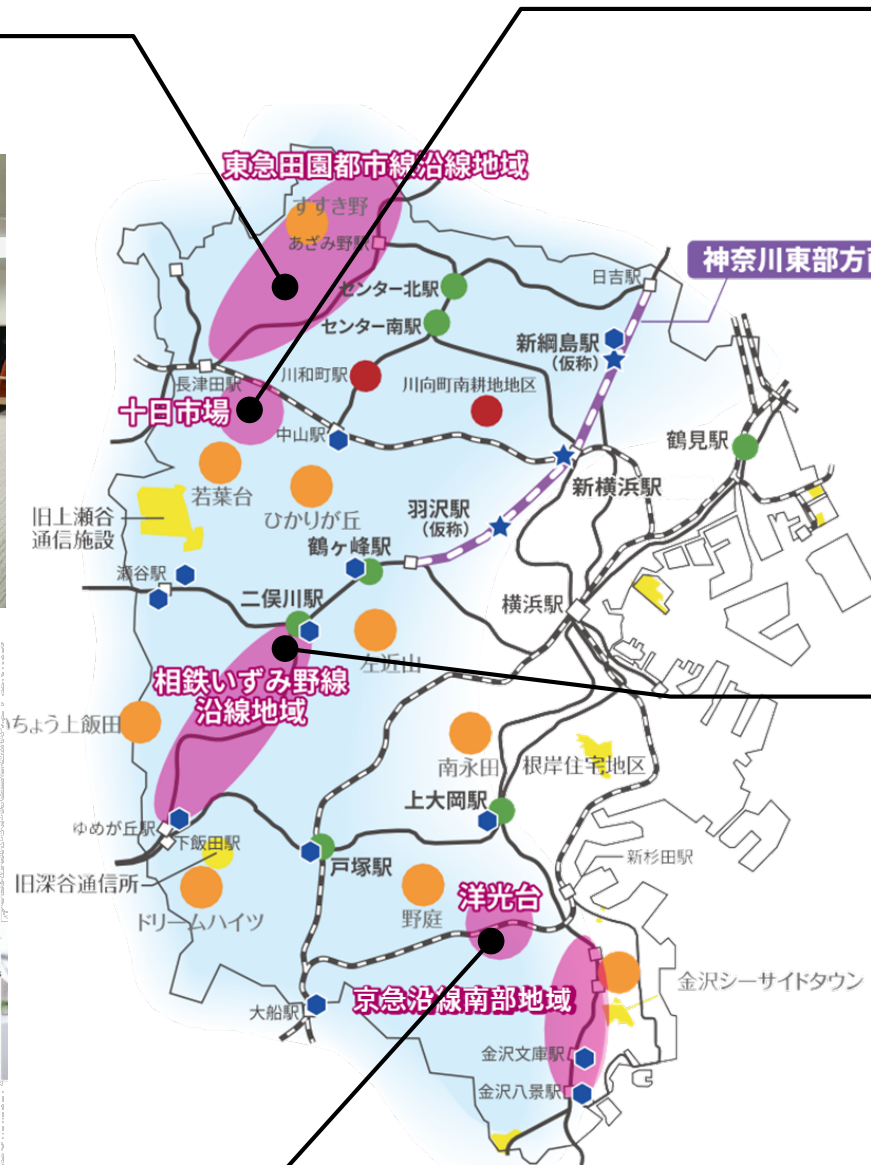 東急田園都市線沿線地域
すすき野
あざみ野駅
センター北駅
センター南駅
日吉駅
神奈川東部方
新綱島駅
（仮称）
長津田駅
川和町駅
川向町南耕地地区
十日市場
中山駅
鶴見駅
若葉台
ひかりが丘
新横浜駅
旧上瀬谷
通信施設
羽沢駅
（仮称）
鶴ヶ峰駅
瀬谷駅
二俣川駅
横浜駅
左近山
相鉄いずみ野線
沿線地域
ちょう上飯田
南永田
根岸住宅地区
上大岡駅
ゆめが丘駅
下飯田駅
戸塚駅
新杉田駅
旧深谷通信所
ドリームハイツ
野庭
洋光台
金沢シーサイドタウン
京急沿線南部地域
大船駅
金沢文庫駅
金沢八景駅